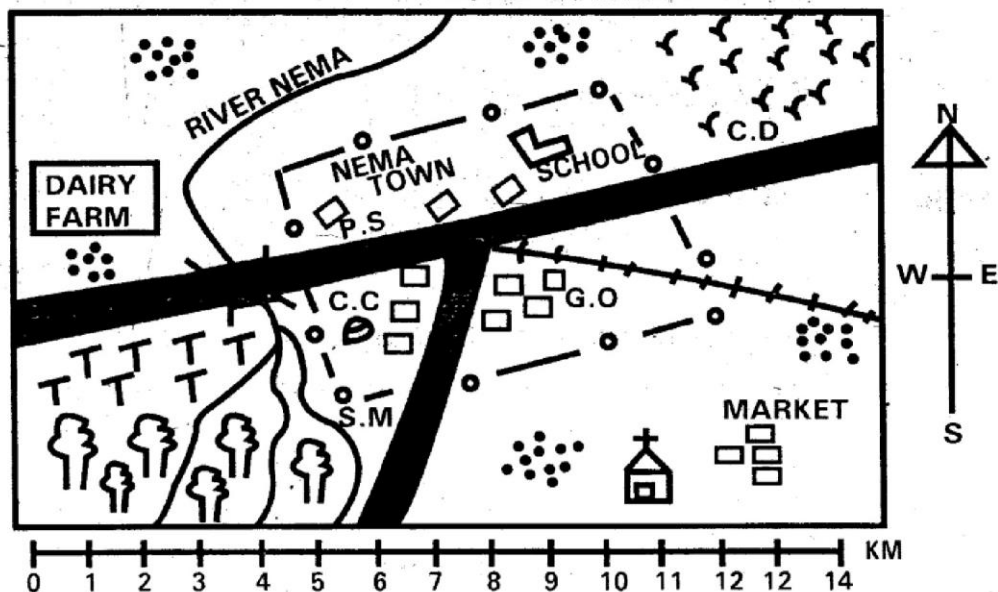 RIVER NEMA
C.D
N
DAIRY
FARM
NEMA
TOWN
SCHOOL
P.S
W E
C.C
G.O
S.M
MARKET
S
KM
0 1 2 3 4 5 6 7 8 9 10 11 12 12 14